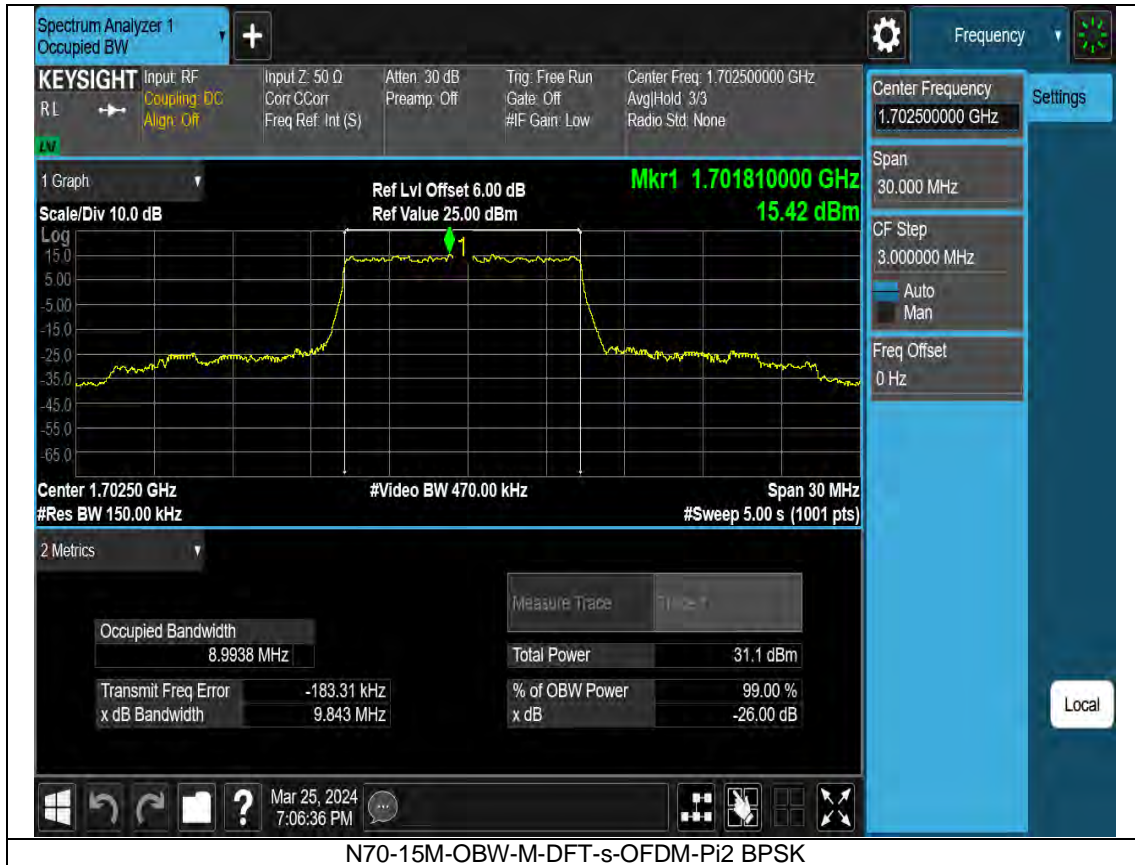 Spectrum Analyzer 1
Occupied BW
Frequency
KEYSIGHT
RL
Input: RF
Coupling: DC
Align: Off
Input Z: 50 Ω
Corr CCorr
Freq Ref: Int (S)
Atten: 30 dB
Preamp: Off
Trig: Free Run
Gate: Off
#IF Gain: Low
Center Freq: 1.702500000 GHz
Avg|Hold: 3/3
Radio Std: None
Center Frequency
1.702500000 GHz
Settings
Span
30.000 MHz
CF Step
3.000000 MHz
Auto
Man
Freq Offset
0 Hz
Local
1 Graph
Scale/Div 10.0 dB
Ref Lvl Offset 6.00 dB
Ref Value 25.00 dBm
Mkr1 1.701810000 GHz
15.42 dBm
Log
15.0
5.00
-5.00
-15.0
-25.0
-35.0
-45.0
-55.0
-65.0
1
Center 1.70250 GHz
#Video BW 470.00 kHz
Span 30 MHz
#Res BW 150.00 kHz
#Sweep 5.00 s (1001 pts)
2 Metrics
Measure Trace
Occupied Bandwidth
8.9938 MHz
Total Power 31.1 dBm
Transmit Freq Error -183.31 kHz
% of OBW Power 99.00 %
x dB Bandwidth 9.843 MHz
x dB -26.00 dB
Mar 25, 2024
7:06:36 PM
N70-15M-OBW-M-DFT-s-OFDM-Pi2 BPSK